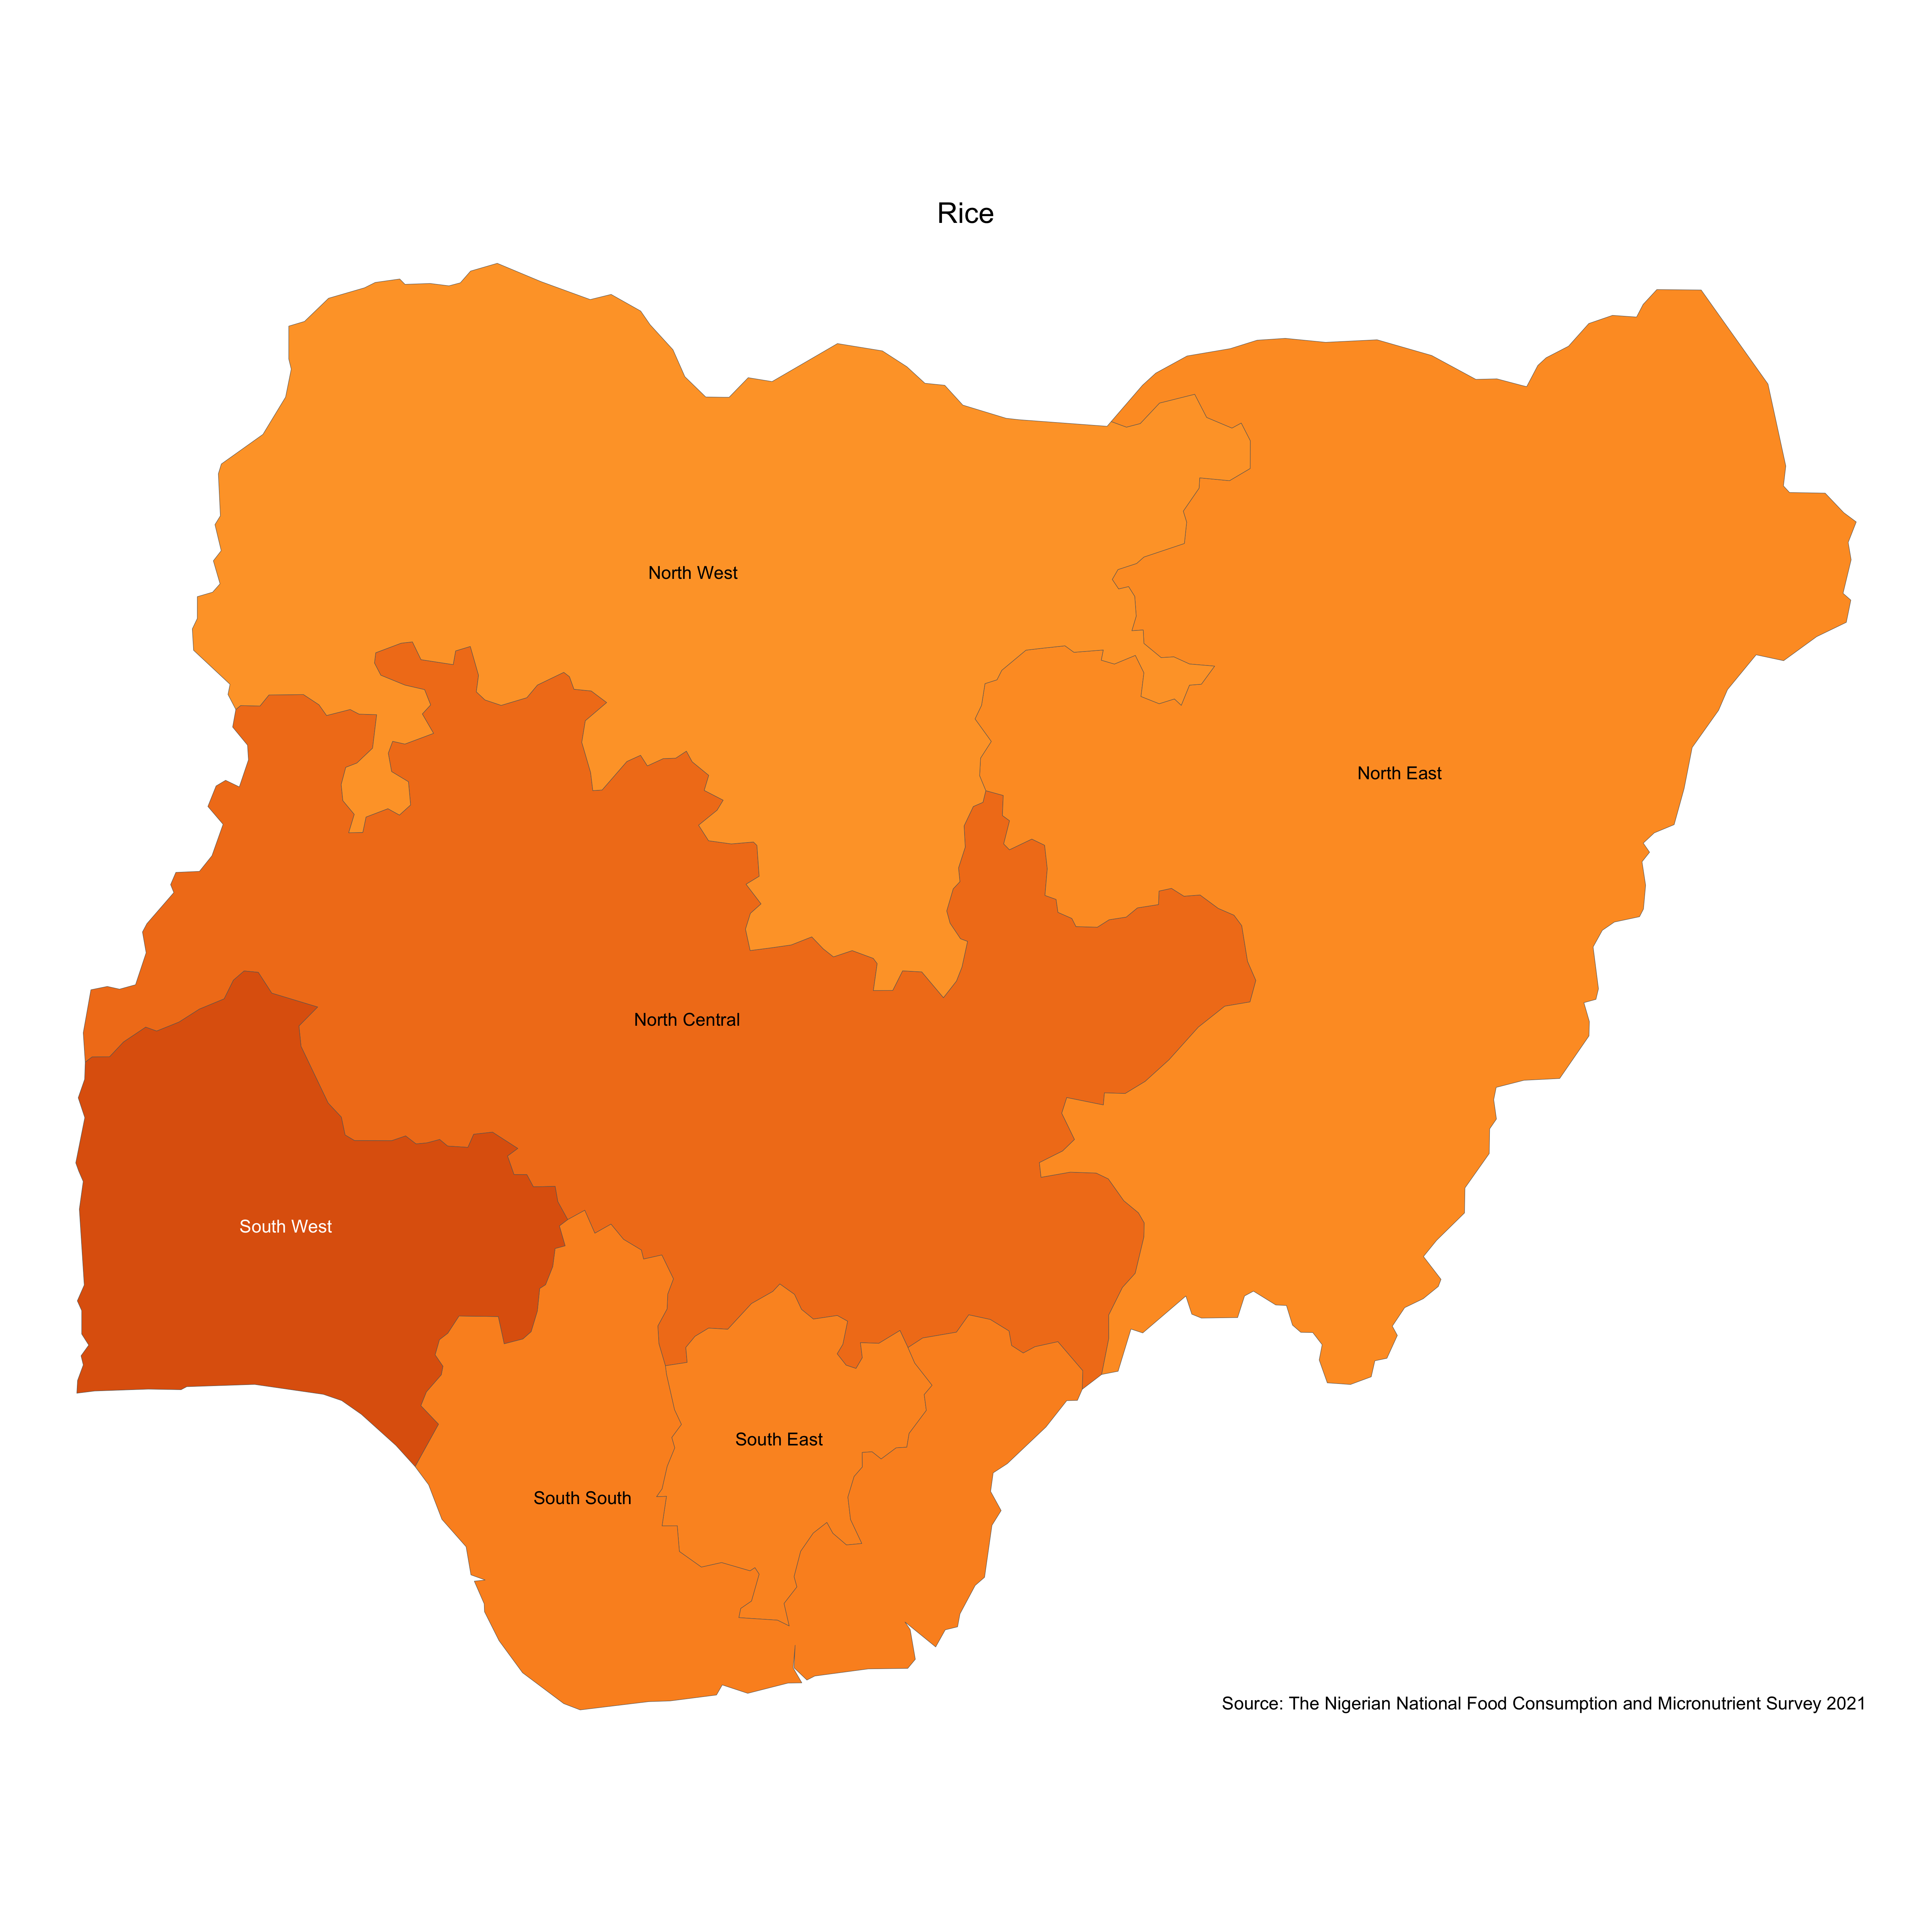 Rice
North West
North East
North Central
South West
South East
South South
Source: The Nigerian National Food Consumption and Micronutrient Survey 2021